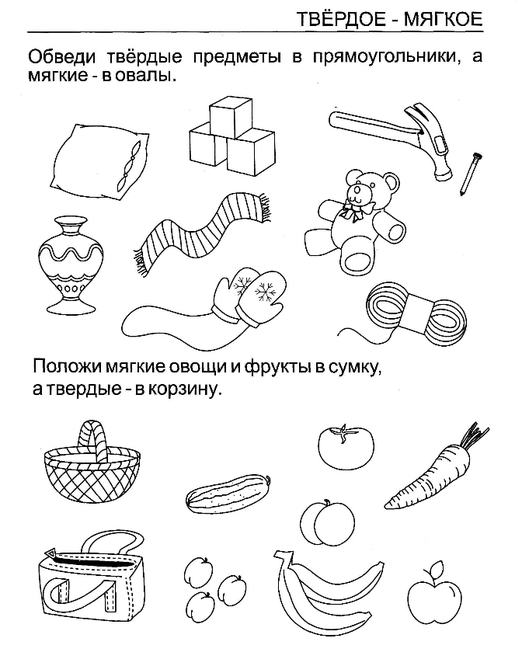 ТВЁРДОЕ - МЯГКОЕ
Обведи твёрдые предметы в прямоугольники, а
мягкие - в овалы.
Положи мягкие овощи и фрукты в сумку,
а твердые - в корзину.